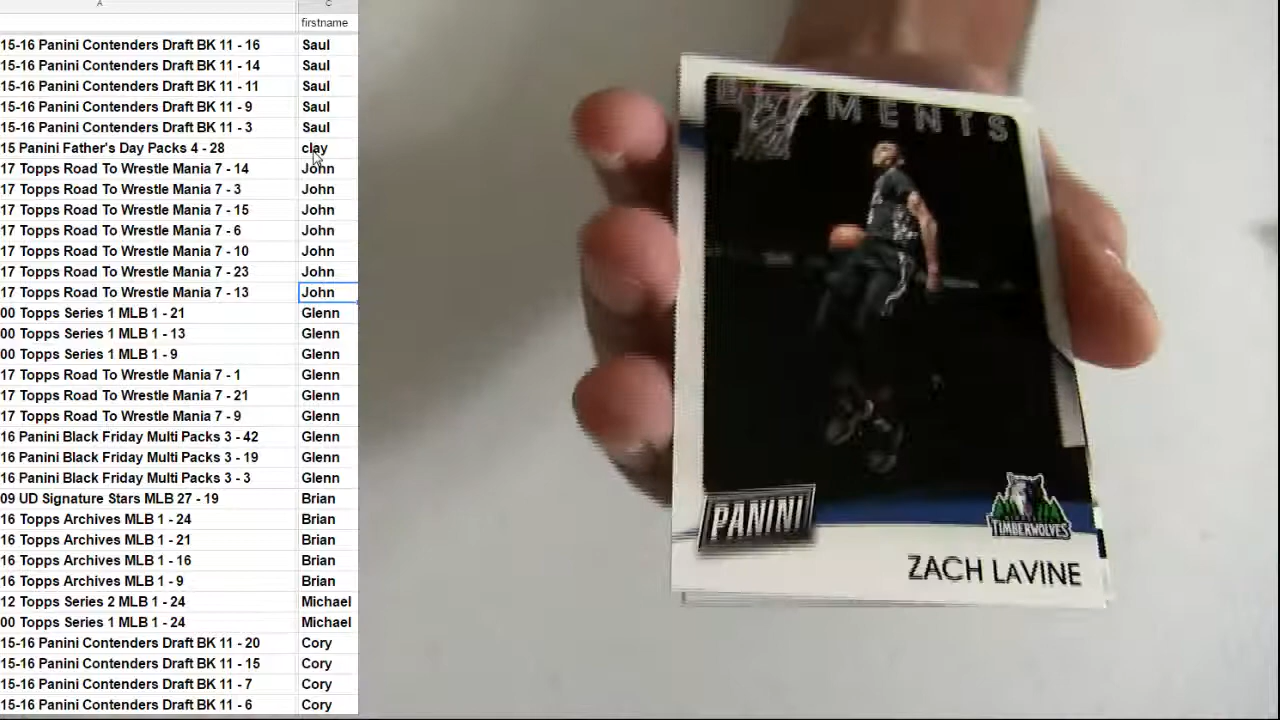 A C
firstname
15-16 Panini Contenders Draft BK 11 - 16 Saul
15-16 Panini Contenders Draft BK 11 - 14 Saul
15-16 Panini Contenders Draft BK 11 - 11 Saul
15-16 Panini Contenders Draft BK 11 - 9 Saul
15-16 Panini Contenders Draft BK 11 - 3 Saul
15 Panini Father's Day Packs 4 - 28 clay
17 Topps Road To Wrestle Mania 7 - 14 John
17 Topps Road To Wrestle Mania 7 - 3 John
17 Topps Road To Wrestle Mania 7 - 15 John
17 Topps Road To Wrestle Mania 7 - 6 John
17 Topps Road To Wrestle Mania 7 - 10 John
17 Topps Road To Wrestle Mania 7 - 23 John
17 Topps Road To Wrestle Mania 7 - 13 John
00 Topps Series 1 MLB 1 - 21 Glenn
00 Topps Series 1 MLB 1 - 13 Glenn
00 Topps Series 1 MLB 1 - 9 Glenn
17 Topps Road To Wrestle Mania 7 - 1 Glenn
17 Topps Road To Wrestle Mania 7 - 21 Glenn
17 Topps Road To Wrestle Mania 7 - 9 Glenn
16 Panini Black Friday Multi Packs 3 - 42 Glenn
16 Panini Black Friday Multi Packs 3 - 19 Glenn
16 Panini Black Friday Multi Packs 3 - 3 Glenn
09 UD Signature Stars MLB 27 - 19 Brian
16 Topps Archives MLB 1 - 24 Brian
16 Topps Archives MLB 1 - 21 Brian
16 Topps Archives MLB 1 - 16 Brian
16 Topps Archives MLB 1 - 9 Brian
12 Topps Series 2 MLB 1 - 24 Michael
00 Topps Series 1 MLB 1 - 24 Michael
15-16 Panini Contenders Draft BK 11 - 20 Cory
15-16 Panini Contenders Draft BK 11 - 15 Cory
15-16 Panini Contenders Draft BK 11 - 7 Cory
15-16 Panini Contenders Draft BK 11 - 6 Cory
PANINI
TIMBERWOLVES
ZACH LAVINE